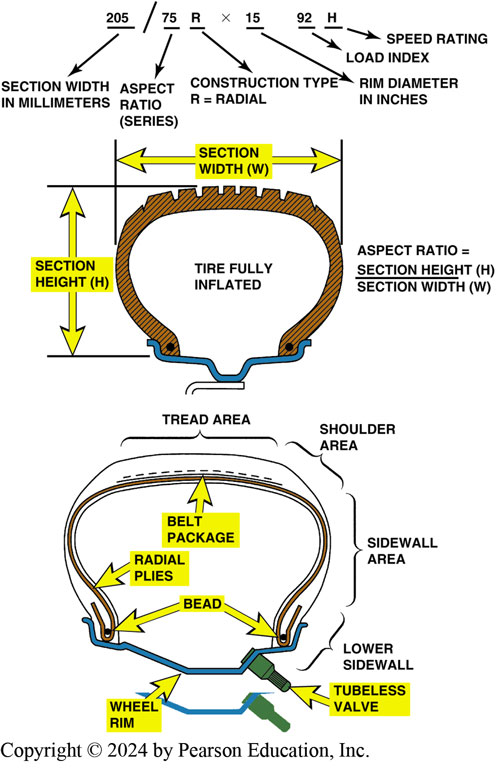 205 / 75 R × 15 92 H
SPEED RATING
LOAD INDEX
SECTION WIDTH
IN MILLIMETERS
ASPECT
RATIO
(SERIES)
CONSTRUCTION TYPE
R = RADIAL
RIM DIAMETER
IN INCHES
SECTION
WIDTH (W)
SECTION
HEIGHT (H)
TIRE FULLY
INFLATED
ASPECT RATIO =
SECTION HEIGHT (H)
SECTION WIDTH (W)
TREAD AREA
SHOULDER
AREA
BELT
PACKAGE
SIDEWALL
AREA
RADIAL
PLIES
BEAD
LOWER
SIDEWALL
WHEEL
RIM
TUBELESS
VALVE
Copyright © 2024 by Pearson Education, Inc.